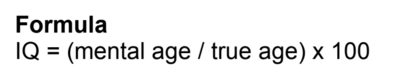 Formula
IQ = (mental age / true age) x 100